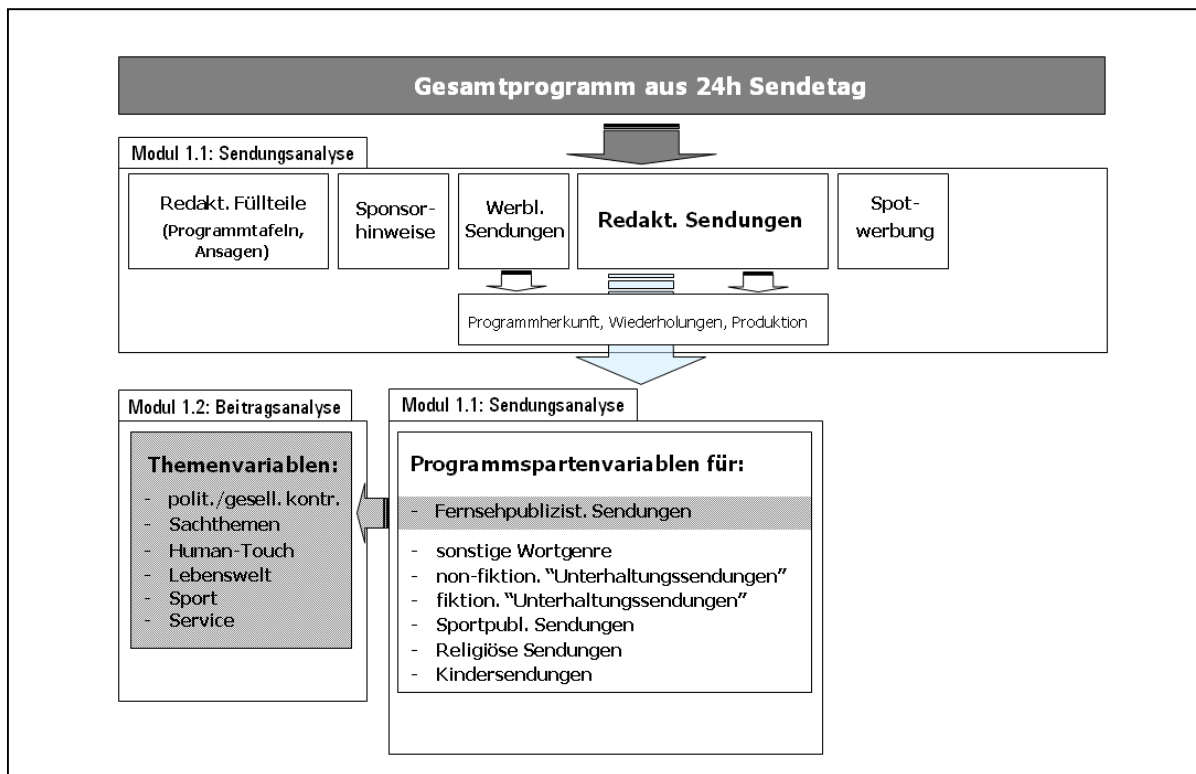 Gesamtprogramm aus 24h Sendetag
Modul 1.1: Sendungsanalyse
Redakt. Füllteile
(Programmtafeln,
Ansagen)
Sponsor-
hinweise
Werbl.
Sendungen
Redakt. Sendungen
Spot-
werbung
Programmherkunft, Wiederholungen, Produktion
Modul 1.2: Beitragsanalyse
Themenvariablen:
- polit./gesell. kontr.
- Sachthemen
- Human-Touch
- Lebenswelt
- Sport
- Service
Modul 1.1: Sendungsanalyse
Programmspartenvariablen für:
- Fernsehpublizist. Sendungen
- sonstige Wortgenre
- non-fiktion. “Unterhaltungssendungen”
- fiktion. “Unterhaltungssendungen”
- Sportpubl. Sendungen
- Religiöse Sendungen
- Kindersendungen